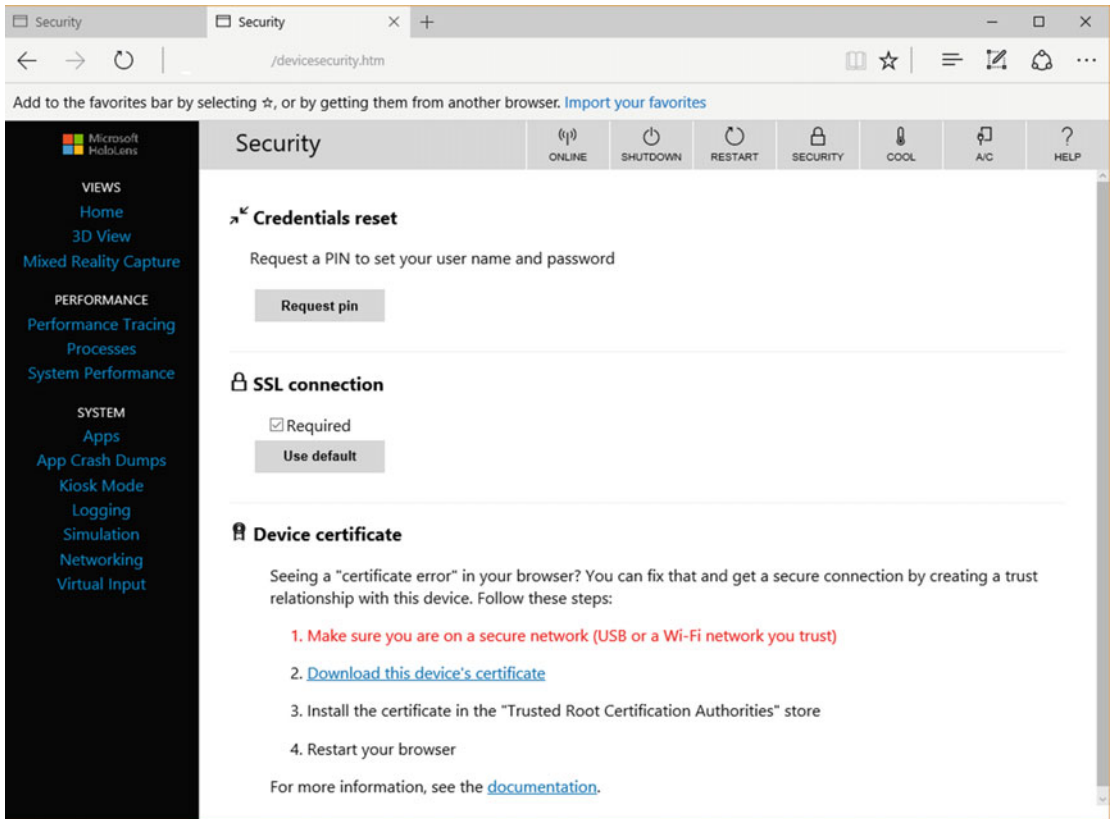 Security
Security
/devicesecurity.htm
Add to the favorites bar by selecting ☆, or by getting them from another browser. Import your favorites
Microsoft
HoloLens
Security
ONLINE
SHUTDOWN
RESTART
SECURITY
COOL
A/C
HELP
VIEWS
Home
3D View
Mixed Reality Capture
PERFORMANCE
Performance Tracing
Processes
System Performance
SYSTEM
Apps
App Crash Dumps
Kiosk Mode
Logging
Simulation
Networking
Virtual Input
Credentials reset
Request a PIN to set your user name and password
Request pin
SSL connection
Required
Use default
Device certificate
Seeing a "certificate error" in your browser? You can fix that and get a secure connection by creating a trust
relationship with this device. Follow these steps:
1. Make sure you are on a secure network (USB or a Wi-Fi network you trust)
2. Download this device's certificate
3. Install the certificate in the "Trusted Root Certification Authorities" store
4. Restart your browser
For more information, see the documentation.